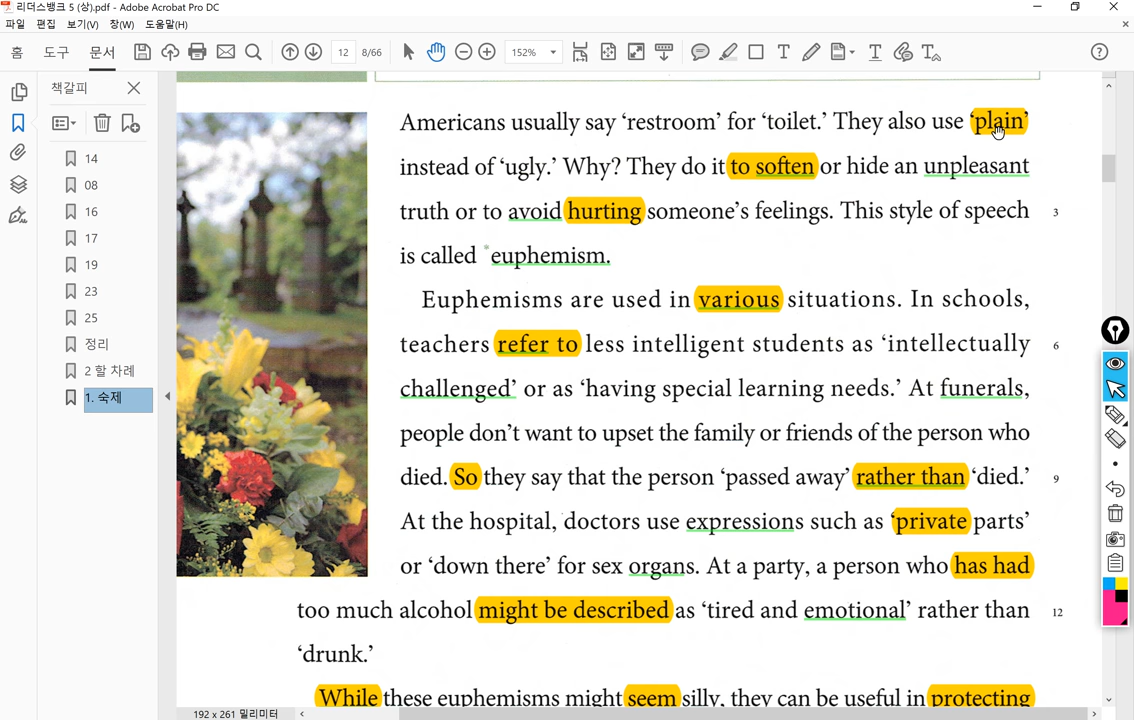 리더스뱅크 5 (상).pdf - Adobe Acrobat Pro DC
파일 편집 보기(V) 창(W) 도움말(H)
홈 도구 문서 12 8/66 152%
책갈피
14
08
16
17
19
23
25
정리
2 할 차례
1. 숙제
Americans usually say ‘restroom’ for ‘toilet.’ They also use ‘plain’
instead of ‘ugly.’ Why? They do it to soften or hide an unpleasant
truth or to avoid hurting someone’s feelings. This style of speech 3
is called *euphemism.
Euphemisms are used in various situations. In schools,
teachers refer to less intelligent students as ‘intellectually 6
challenged’ or as ‘having special learning needs.’ At funerals,
people don’t want to upset the family or friends of the person who
died. So they say that the person ‘passed away’ rather than ‘died.’ 9
At the hospital, doctors use expressions such as ‘private parts’
or ‘down there’ for sex organs. At a party, a person who has had
too much alcohol might be described as ‘tired and emotional’ rather than 12
‘drunk.’
While these euphemisms might seem silly, they can be useful in protecting
192 x 261 밀리미터